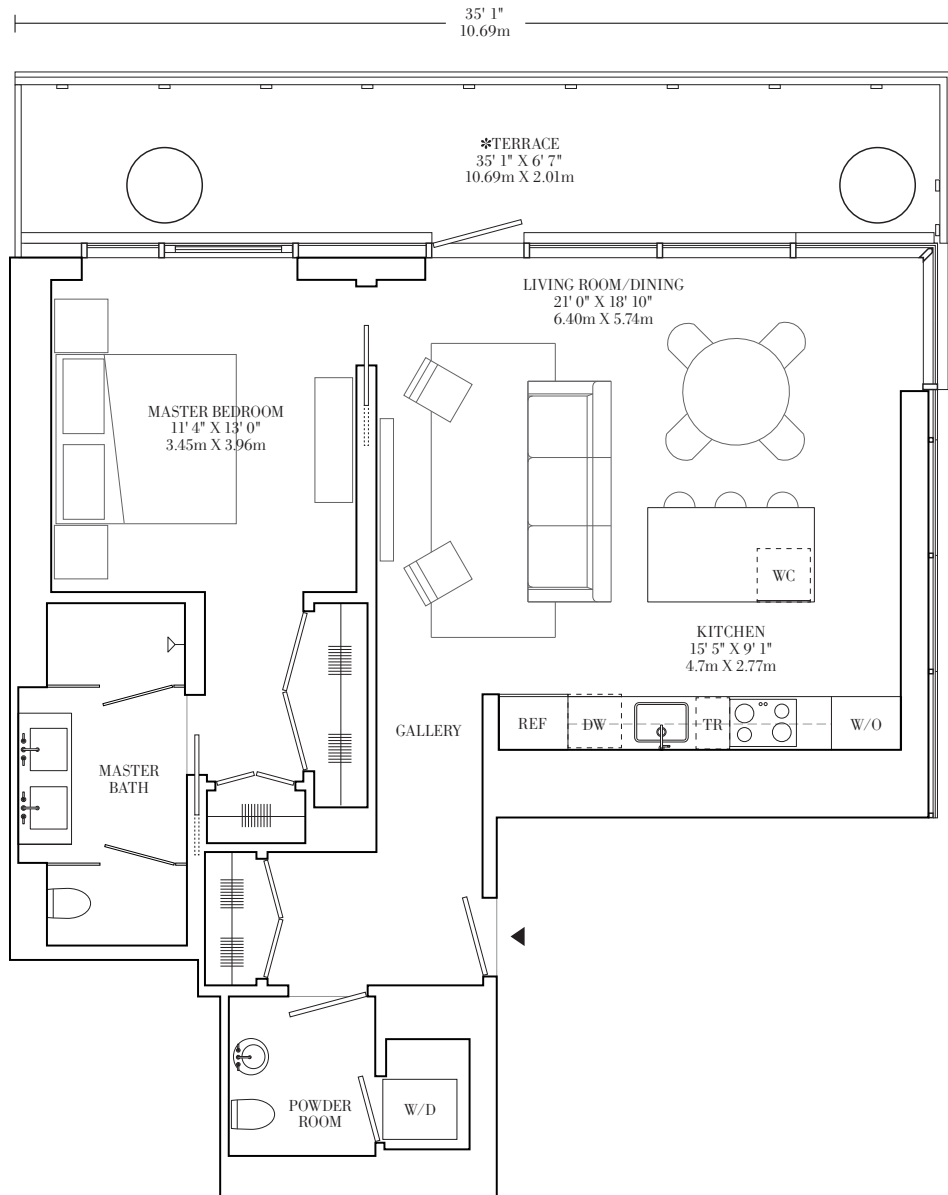 35' 1"
10.69m
✽TERRACE
35' 1" X 6' 7"
10.69m X 2.01m
LIVING ROOM/DINING
21' 0" X 18' 10"
6.40m X 5.74m
MASTER BEDROOM
11' 4" X 13' 0"
3.45m X 3.96m
WC
KITCHEN
15' 5" X 9' 1"
4.7m X 2.77m
GALLERY
REF
DW
TR
W/O
MASTER
BATH
POWDER
ROOM
W/D